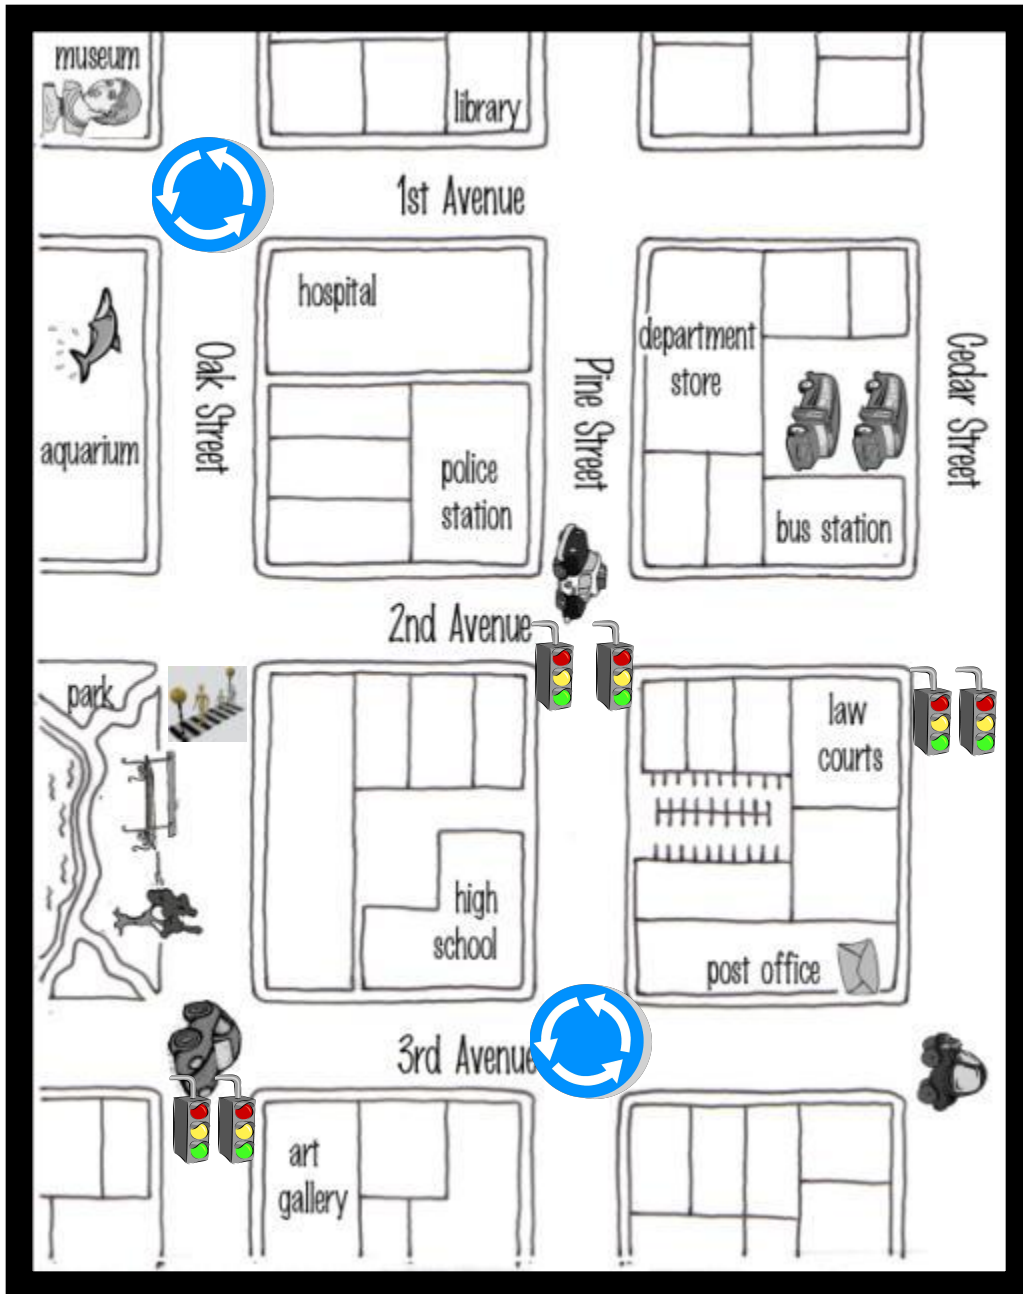 museum
library
1st Avenue
hospital
department
store
Oak Street
Pine Street
Cedar Street
aquarium
police
station
bus station
2nd Avenue
park
law
courts
high
school
post office
3rd Avenue
art
gallery